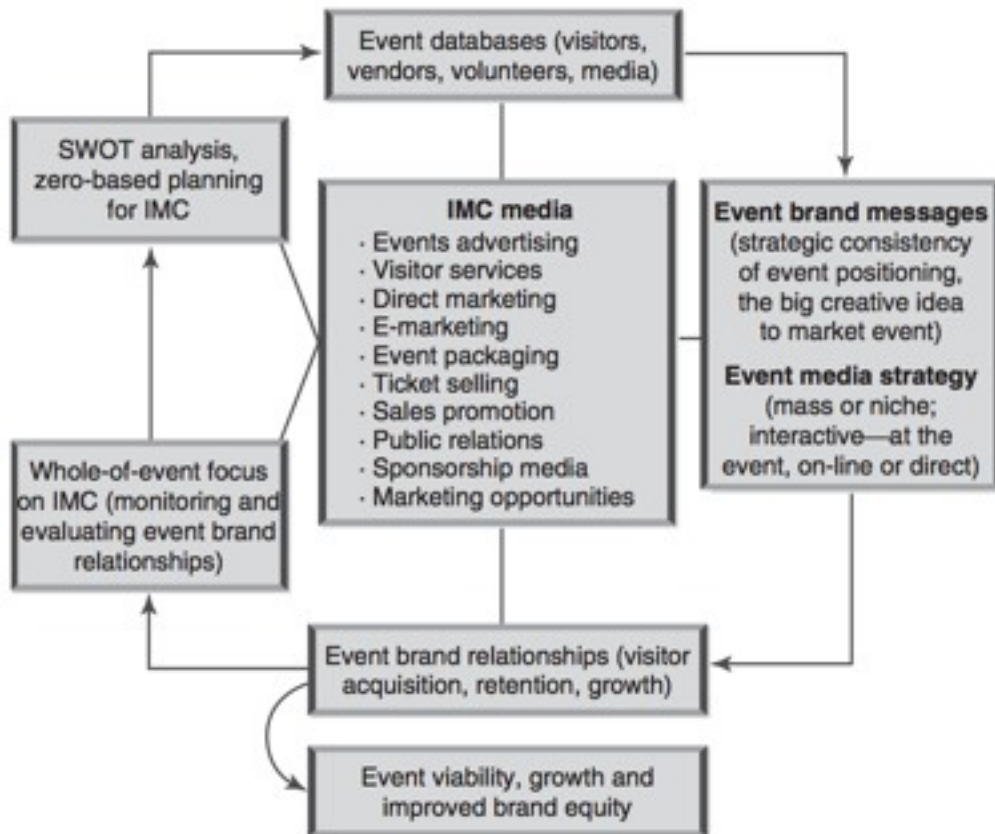 Event databases (visitors,
vendors, volunteers, media)
SWOT analysis,
zero-based planning
for IMC
IMC media
· Events advertising
· Visitor services
· Direct marketing
· E-marketing
· Event packaging
· Ticket selling
· Sales promotion
· Public relations
· Sponsorship media
· Marketing opportunities
Event brand messages
(strategic consistency
of event positioning,
the big creative idea
to market event)
Event media strategy
(mass or niche;
interactive—at the
event, on-line or direct)
Whole-of-event focus
on IMC (monitoring and
evaluating event brand
relationships)
Event brand relationships (visitor
acquisition, retention, growth)
Event viability, growth and
improved brand equity